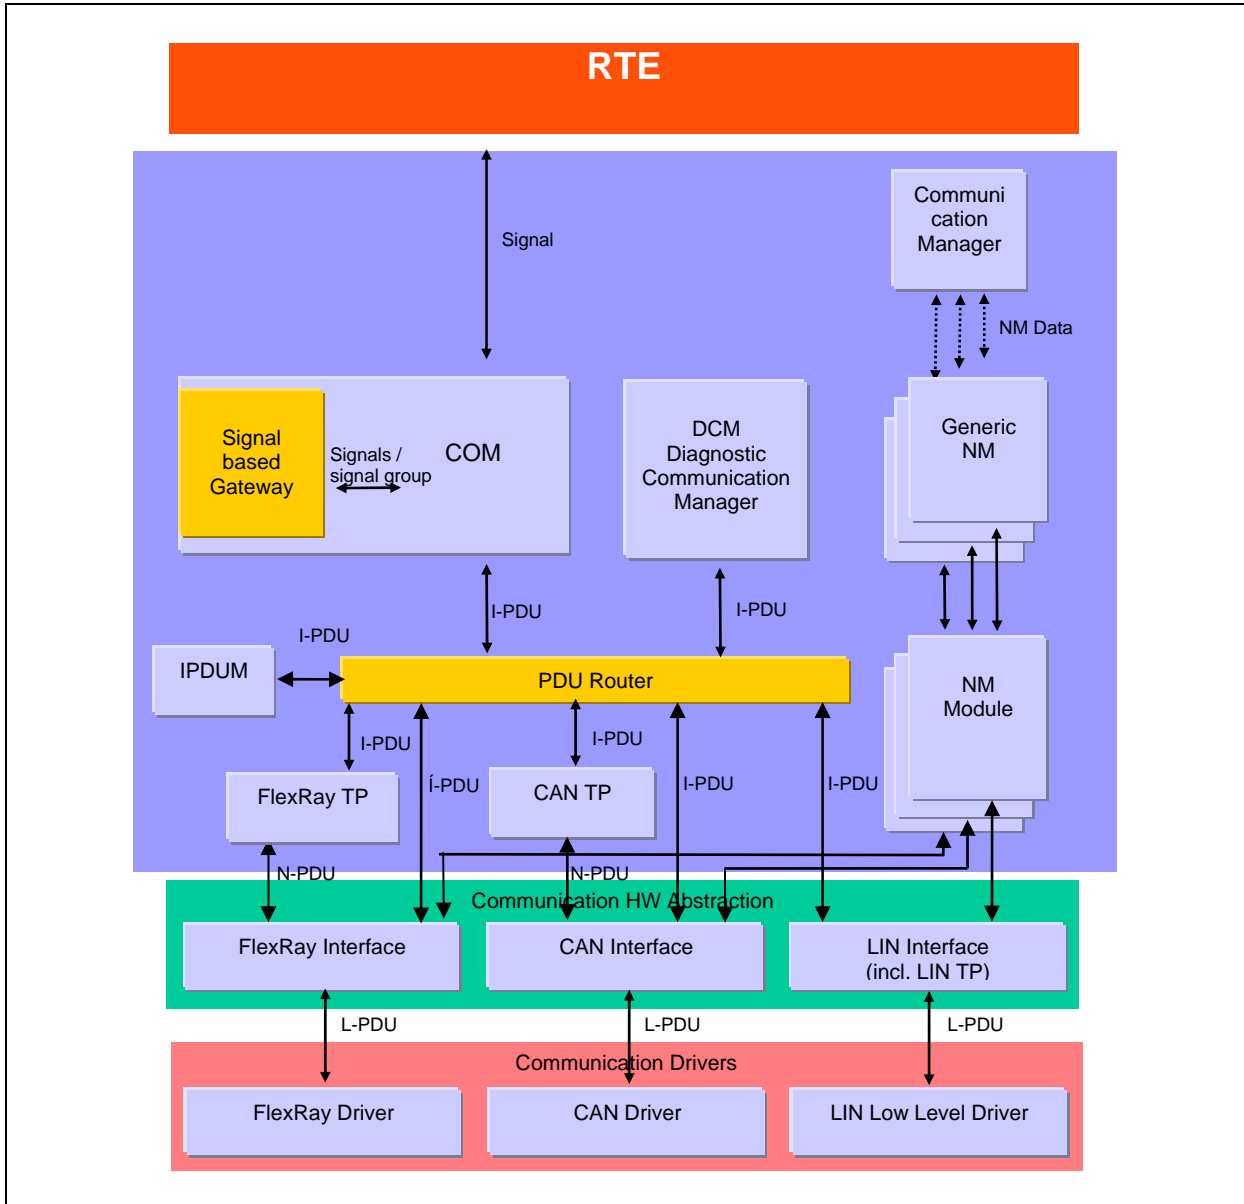 RTE
Communi
cation
Manager
Signal
NM Data
Signal
based
Gateway
Signals /
signal group
COM
DCM
Diagnostic
Communication
Manager
Generic
NM
I-PDU
I-PDU
I-PDU
IPDUM
PDU Router
NM
Module
I-PDU
I-PDU
FlexRay TP
Í-PDU
CAN TP
I-PDU
I-PDU
N-PDU
N-PDU
Communication HW Abstraction
FlexRay Interface
CAN Interface
LIN Interface
(incl. LIN TP)
L-PDU
L-PDU
L-PDU
Communication Drivers
FlexRay Driver
CAN Driver
LIN Low Level Driver